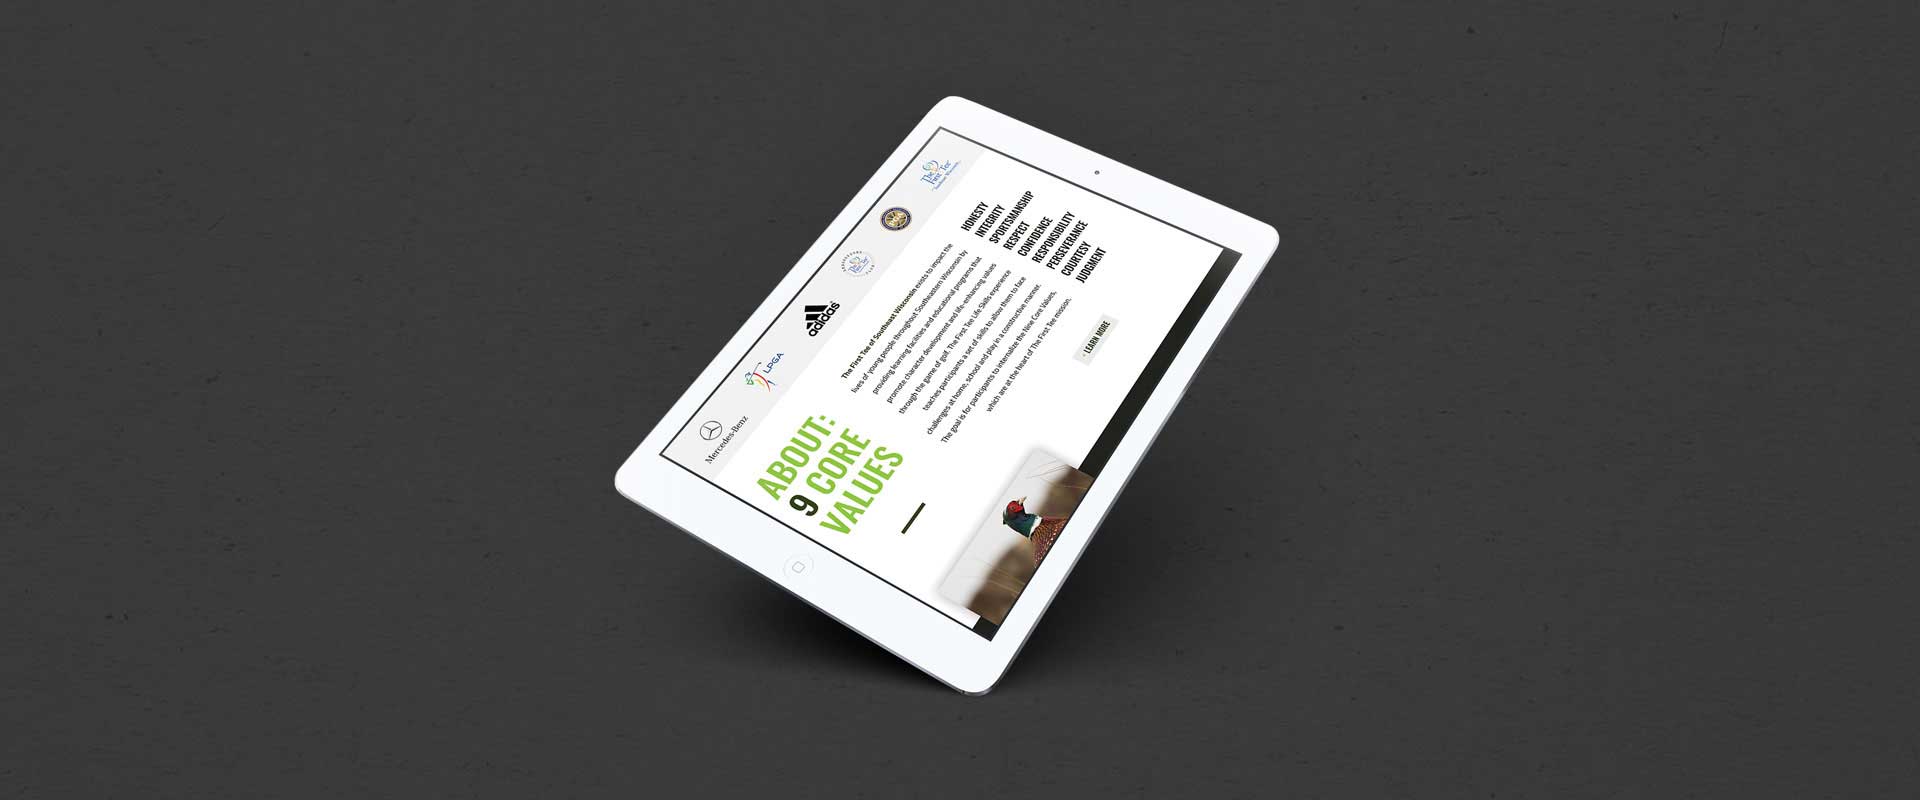 Mercedes-Benz
LPGA
adidas
The
First Tee
ABOUT:
9 CORE
VALUES
The First Tee of Southeast Wisconsin exists to impact the
lives of young people throughout Southeastern Wisconsin by
providing learning facilities and educational programs that
promote character development and life-enhancing values
through the game of golf. The First Tee Life Skills experience
teaches participants a set of skills to allow them to face
challenges at home, school and play in a constructive manner.
The goal is for participants to internalize the Nine Core Values,
which are at the heart of The First Tee mission.
HONESTY
INTEGRITY
SPORTSMANSHIP
RESPECT
CONFIDENCE
RESPONSIBILITY
PERSEVERANCE
COURTESY
JUDGMENT
LEARN MORE